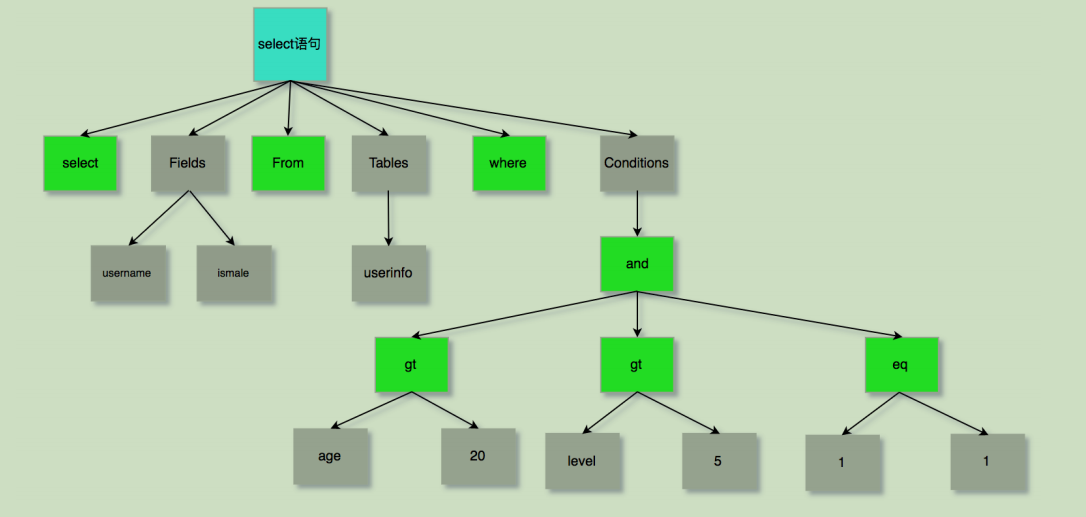 select语句
select
Fields
From
Tables
where
Conditions
username
ismale
userinfo
and
gt
gt
eq
age
20
level
5
1
1